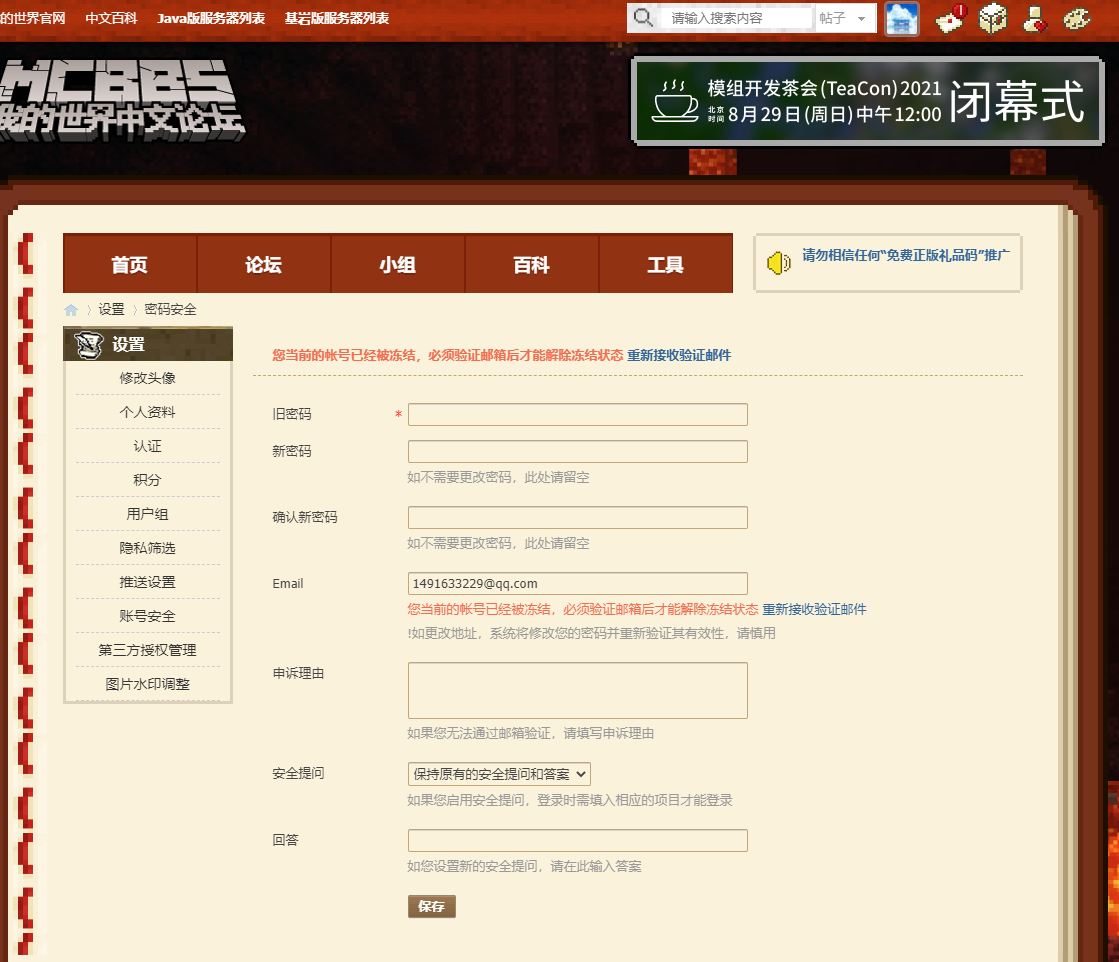 的世界官网 中文百科 Java版服务器列表 基岩版服务器列表 请输入搜索内容 帖子 1
MCBBS
我的世界中文论坛
模组开发茶会(TeaCon)2021
北京时间 8月29日(周日)中午12:00 闭幕式
首页 论坛 小组 百科 工具
请勿相信任何“免费正版礼品码”推广
设置 密码安全
设置
修改头像
个人资料
认证
积分
用户组
隐私筛选
推送设置
账号安全
第三方授权管理
图片水印调整
您当前的帐号已经被冻结，必须验证邮箱后才能解除冻结状态 重新接收验证邮件
旧密码 *
新密码
如不需要更改密码，此处请留空
确认新密码
如不需要更改密码，此处请留空
Email 1491633229@qq.com
您当前的帐号已经被冻结，必须验证邮箱后才能解除冻结状态 重新接收验证邮件
!如更改地址，系统将修改您的密码并重新验证其有效性，请慎用
申诉理由
如果您无法通过邮箱验证，请填写申诉理由
安全提问 保持原有的安全提问和答案
如果您启用安全提问，登录时需填入相应的项目才能登录
回答
如您设置新的安全提问，请在此输入答案
保存